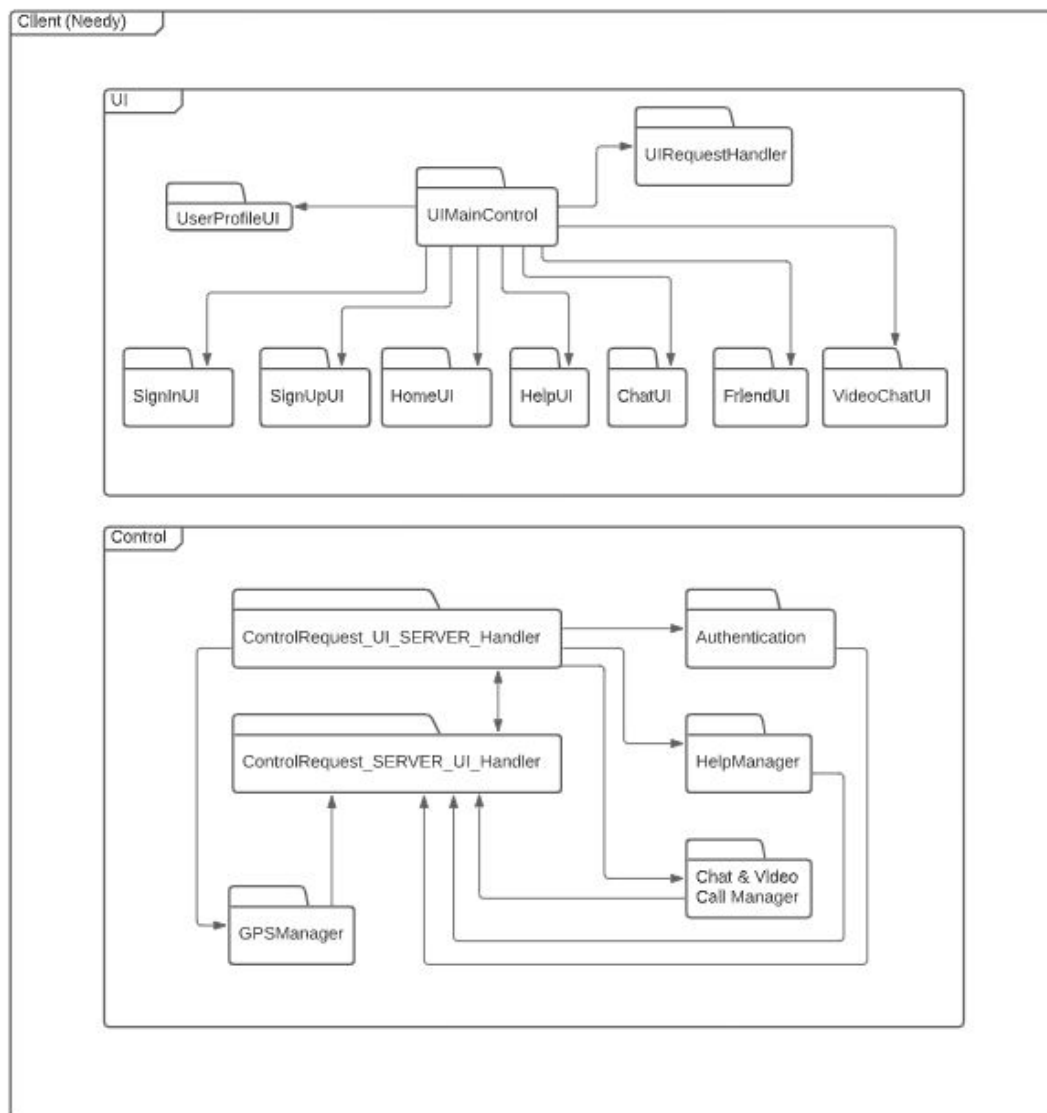 Client (Needy)
UI
UIRequestHandler
UserProfileUI
UIMainControl
SignInUI
SignUpUI
HomeUI
HelpUI
ChatUI
FriendUI
VideoChatUI
Control
ControlRequest_UI_SERVER_Handler
Authentication
ControlRequest_SERVER_UI_Handler
HelpManager
Chat & Video
Call Manager
GPSManager